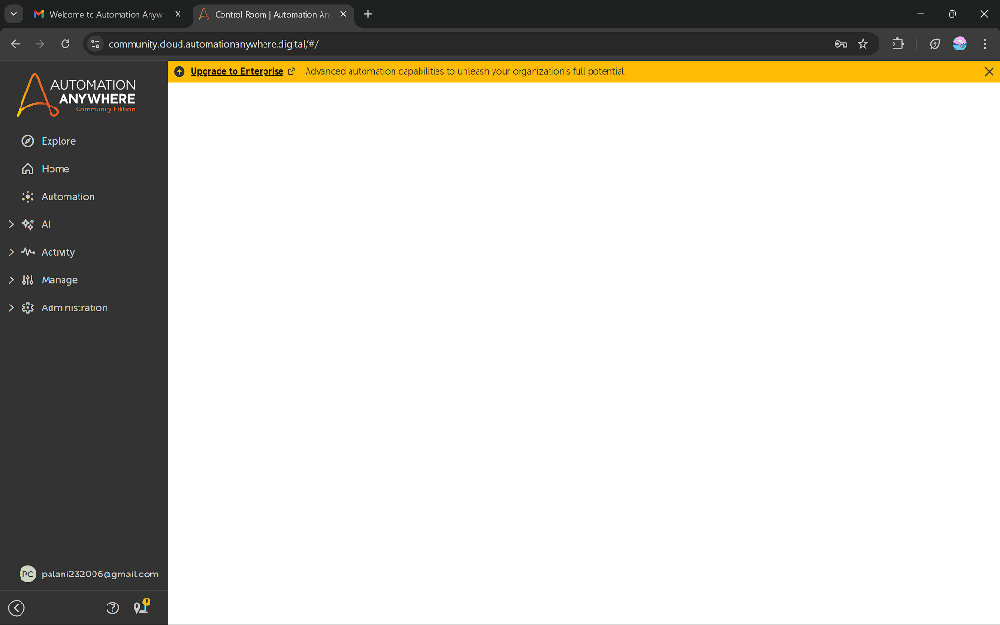 Welcome to Automation Anyw
Control Room | Automation An
community.cloud.automationanywhere.digital/#/
Upgrade to Enterprise Advanced automation capabilities to unleash your organization's full potential
AUTOMATION
ANYWHERE
Community Edition
Explore
Home
Automation
AI
Activity
Manage
Administration
PC palani232006@gmail.com